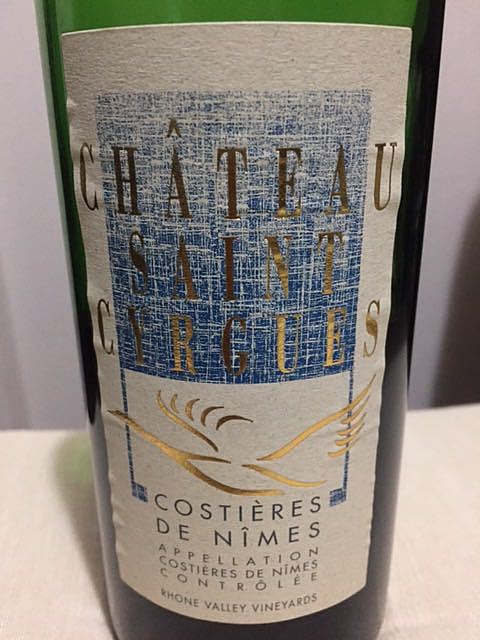 CHÂTEAU
SAINT
CYRGUES
COSTIÈRES
DE NÎMES
APPELLATION
COSTIÈRES DE NÎMES
CONTRÔLÉE
RHONE VALLEY VINEYARDS